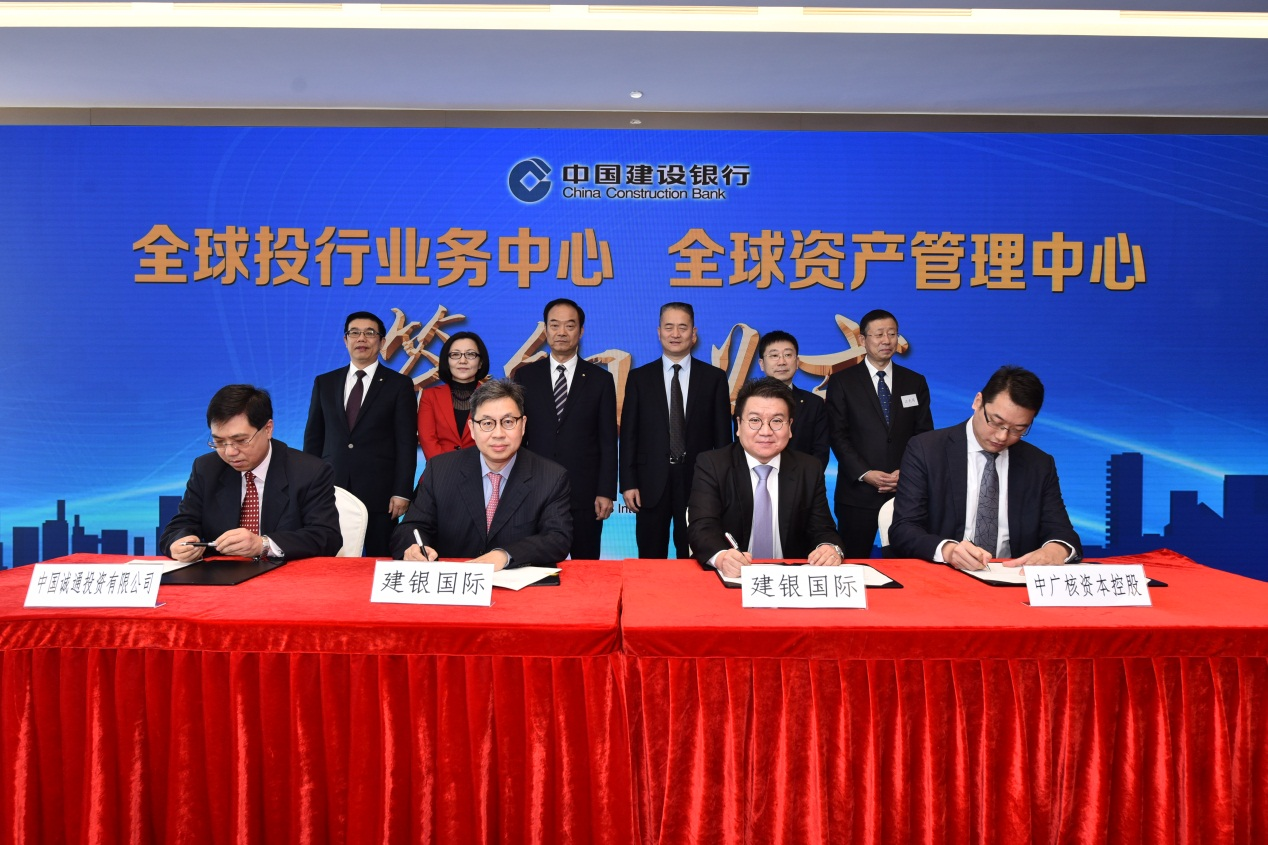 中国建设银行
China Construction Bank
全球投行业务中心 全球资产管理中心
中国诚通投资有限公司
建银国际
建银国际
中广核资本控股